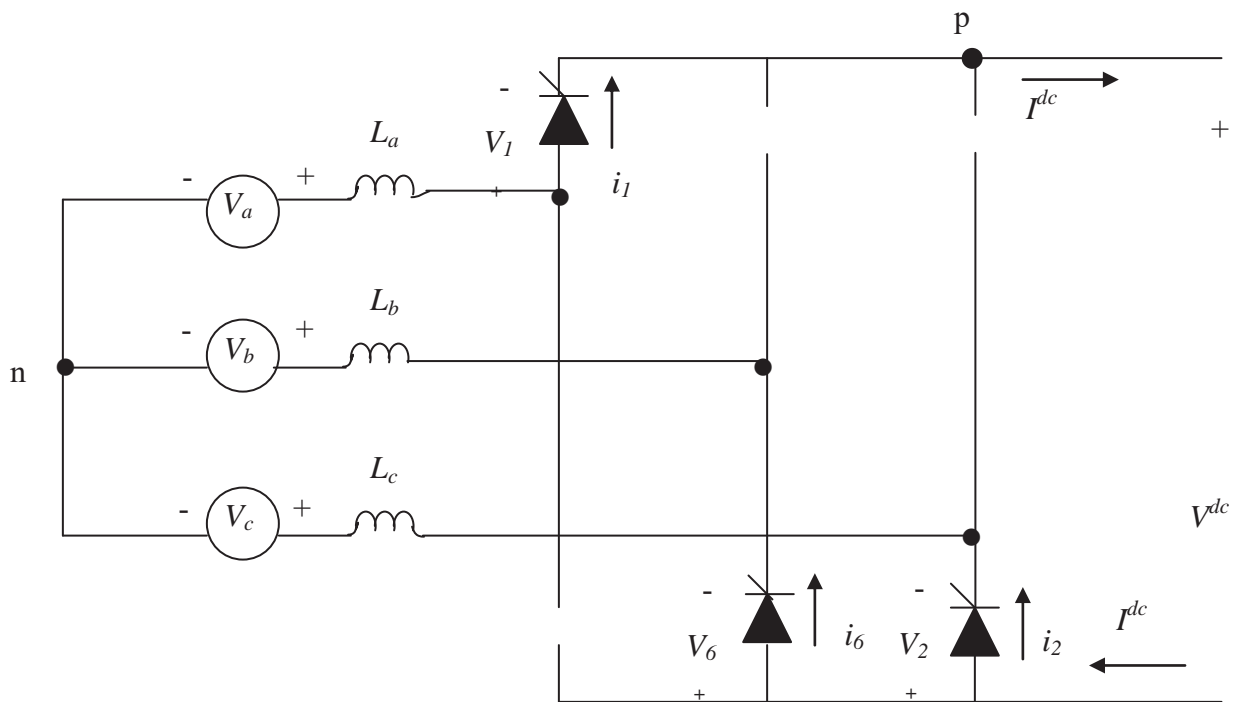 p
-
I^{dc}
L_a
V_1
+
- + i_1
V_a +
L_b
- +
V_b
n
L_c
- +
V_c
V^{dc}
- -
I^{dc}
V_6 i_6 V_2 i_2
+ +